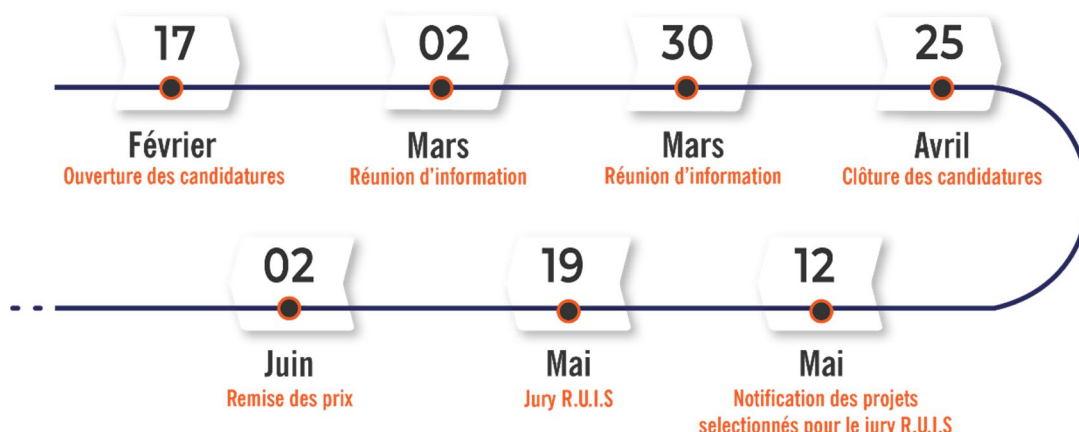 17
Février
Ouverture des candidatures
02
Mars
Réunion d'information
30
Mars
Réunion d'information
25
Avril
Clôture des candidatures
12
Mai
Notification des projets
selectionnés pour le jury R.U.I.S
19
Mai
Jury R.U.I.S
02
Juin
Remise des prix